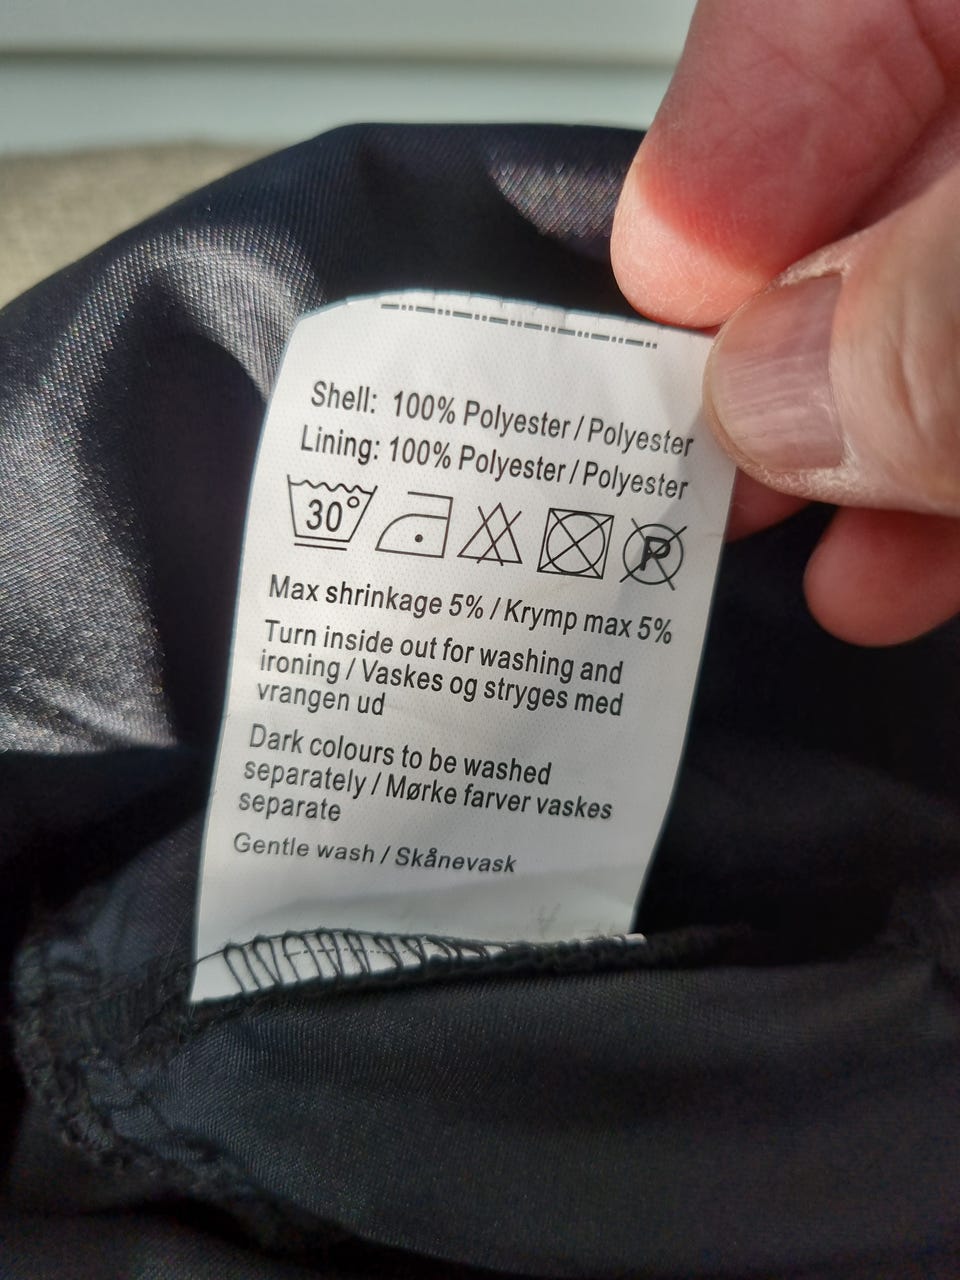 Shell: 100% Polyester / Polyester
Lining: 100% Polyester / Polyester
30° P
Max shrinkage 5% / Krymp max 5%
Turn inside out for washing and
ironing / Vaskes og stryges med
vrangen ud
Dark colours to be washed
separately / Mørke farver vaskes
separate
Gentle wash / Skånevask